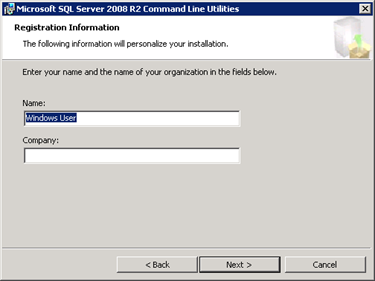 Microsoft SQL Server 2008 R2 Command Line Utilities
Registration Information
The following information will personalize your installation.
Enter your name and the name of your organization in the fields below.
Name:
Windows User
Company:
< Back
Next >
Cancel